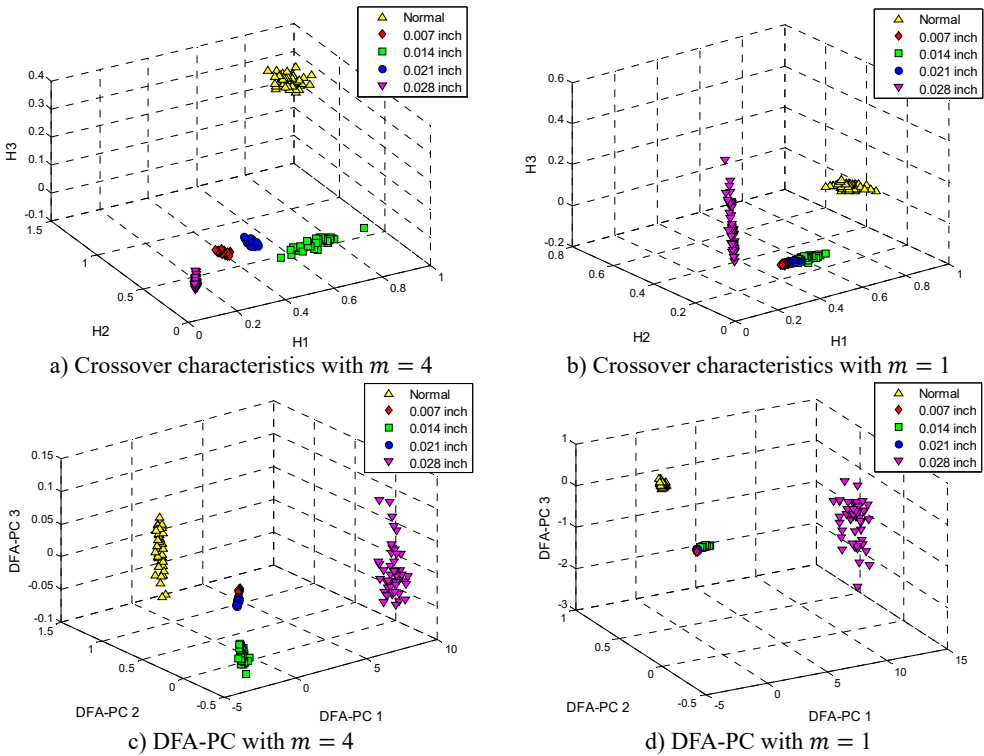 Normal
0.007 inch
0.014 inch
0.021 inch
0.028 inch
0.4
0.3
0.2
0.1
0
-0.1
H3
1.5
1
0.5
0
H2
0
0.2
0.4
0.6
0.8
1
H1
a) Crossover characteristics with m = 4
Normal
0.007 inch
0.014 inch
0.021 inch
0.028 inch
0.6
0.4
0.2
0
-0.2
H3
0.8
0.6
0.4
0.2
0
H2
0
0.2
0.4
0.6
0.8
1
H1
b) Crossover characteristics with m = 1
Normal
0.007 inch
0.014 inch
0.021 inch
0.028 inch
0.15
0.1
0.05
0
-0.05
-0.1
DFA-PC 3
1.5
1
0.5
0
-0.5
DFA-PC 2
-5
0
5
10
DFA-PC 1
c) DFA-PC with m = 4
Normal
0.007 inch
0.014 inch
0.021 inch
0.028 inch
1
0
-1
-2
-3
DFA-PC 3
1
0.5
0
-0.5
DFA-PC 2
-5
0
5
10
15
DFA-PC 1
d) DFA-PC with m = 1